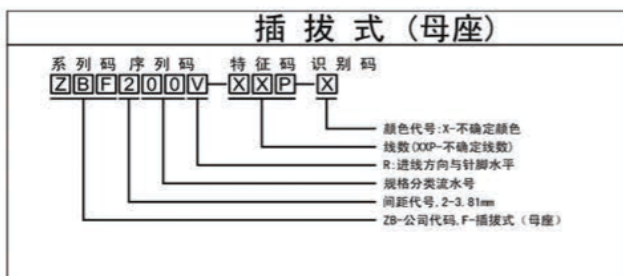 插拔式(母座)
系列码 序列码 特征码 识别码
ZBF200V-XXP-X
颜色代号:X-不确定颜色
线数(XXP-不确定线数)
R:进线方向与针脚水平
规格分类流水号
间距代号,2-3.81mm
ZB-公司代码,F-插拔式(母座)